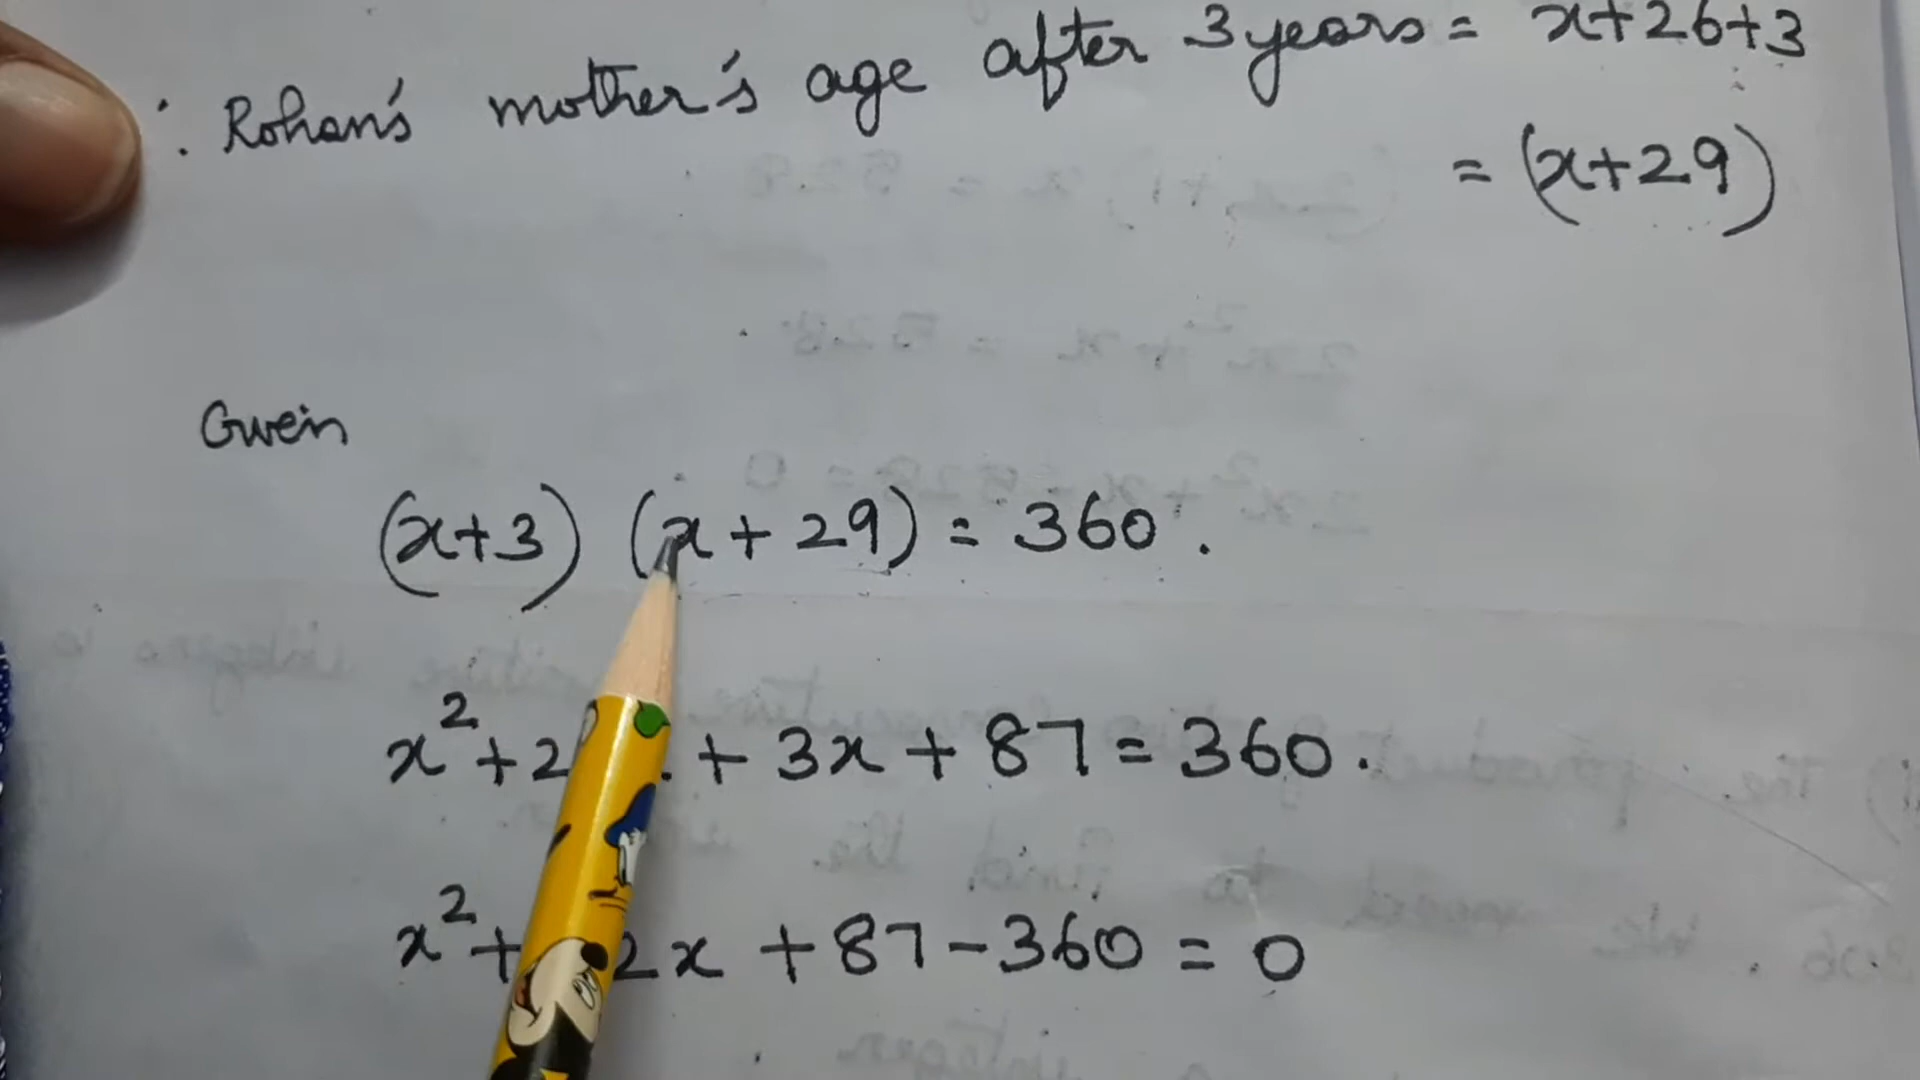 ∴ Rohan's mother's age after 3 years = x+26+3
= (x+29)
Given
(x+3) (x+29) = 360.
x² + 2 + 3x + 87 = 360.
x² + 2x + 87 - 360 = 0